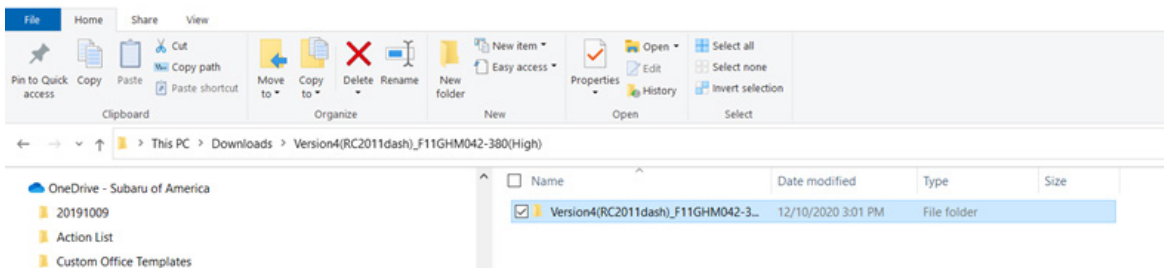 File Home Share View
Pin to Quick access
Copy
Paste
Cut
Copy path
Paste shortcut
Clipboard
Move to
Copy to
Delete
Rename
Organize
New folder
New item
Easy access
New
Properties
Open
Edit
History
Open
Select all
Select none
Invert selection
Select
This PC > Downloads > Version4(RC2011dash)_F11GHM042-380(High)
OneDrive - Subaru of America
20191009
Action List
Custom Office Templates
Name Date modified Type Size
Version4(RC2011dash)_F11GHM042-3... 12/10/2020 3:01 PM File folder